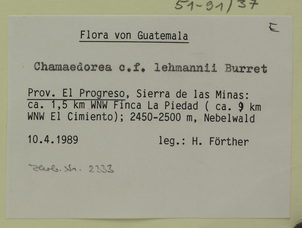 51-91/37
E
Flora von Guatemala
Chamaedorea c.f. lehmannii Burret
Prov. El Progreso, Sierra de las Minas:
ca. 1,5 km WNW Finca La Piedad ( ca. 9 km
WNW El Cimiento); 2450-2500 m, Nebelwald
10.4.1989 leg.: H. Förther